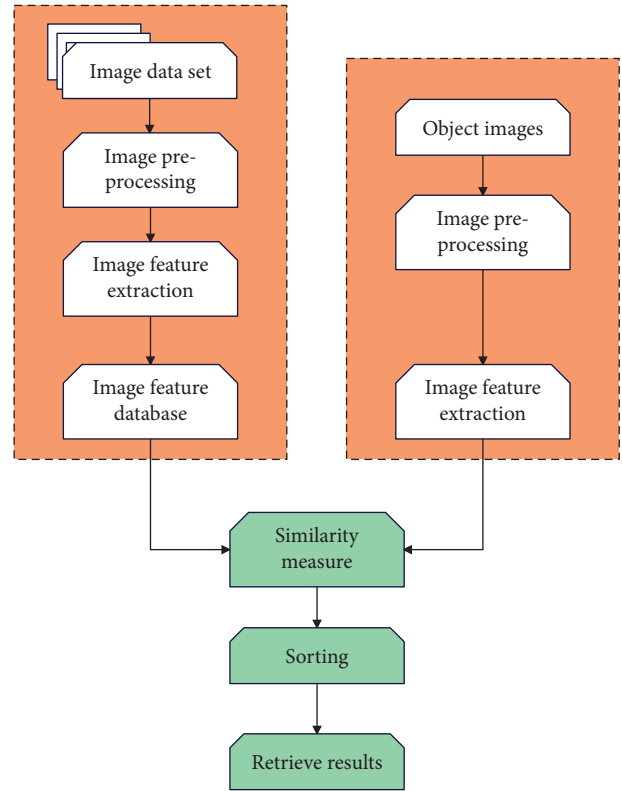 Image data set
Image pre-
processing
Image feature
extraction
Image feature
database
Object images
Image pre-
processing
Image feature
extraction
Similarity
measure
Sorting
Retrieve results